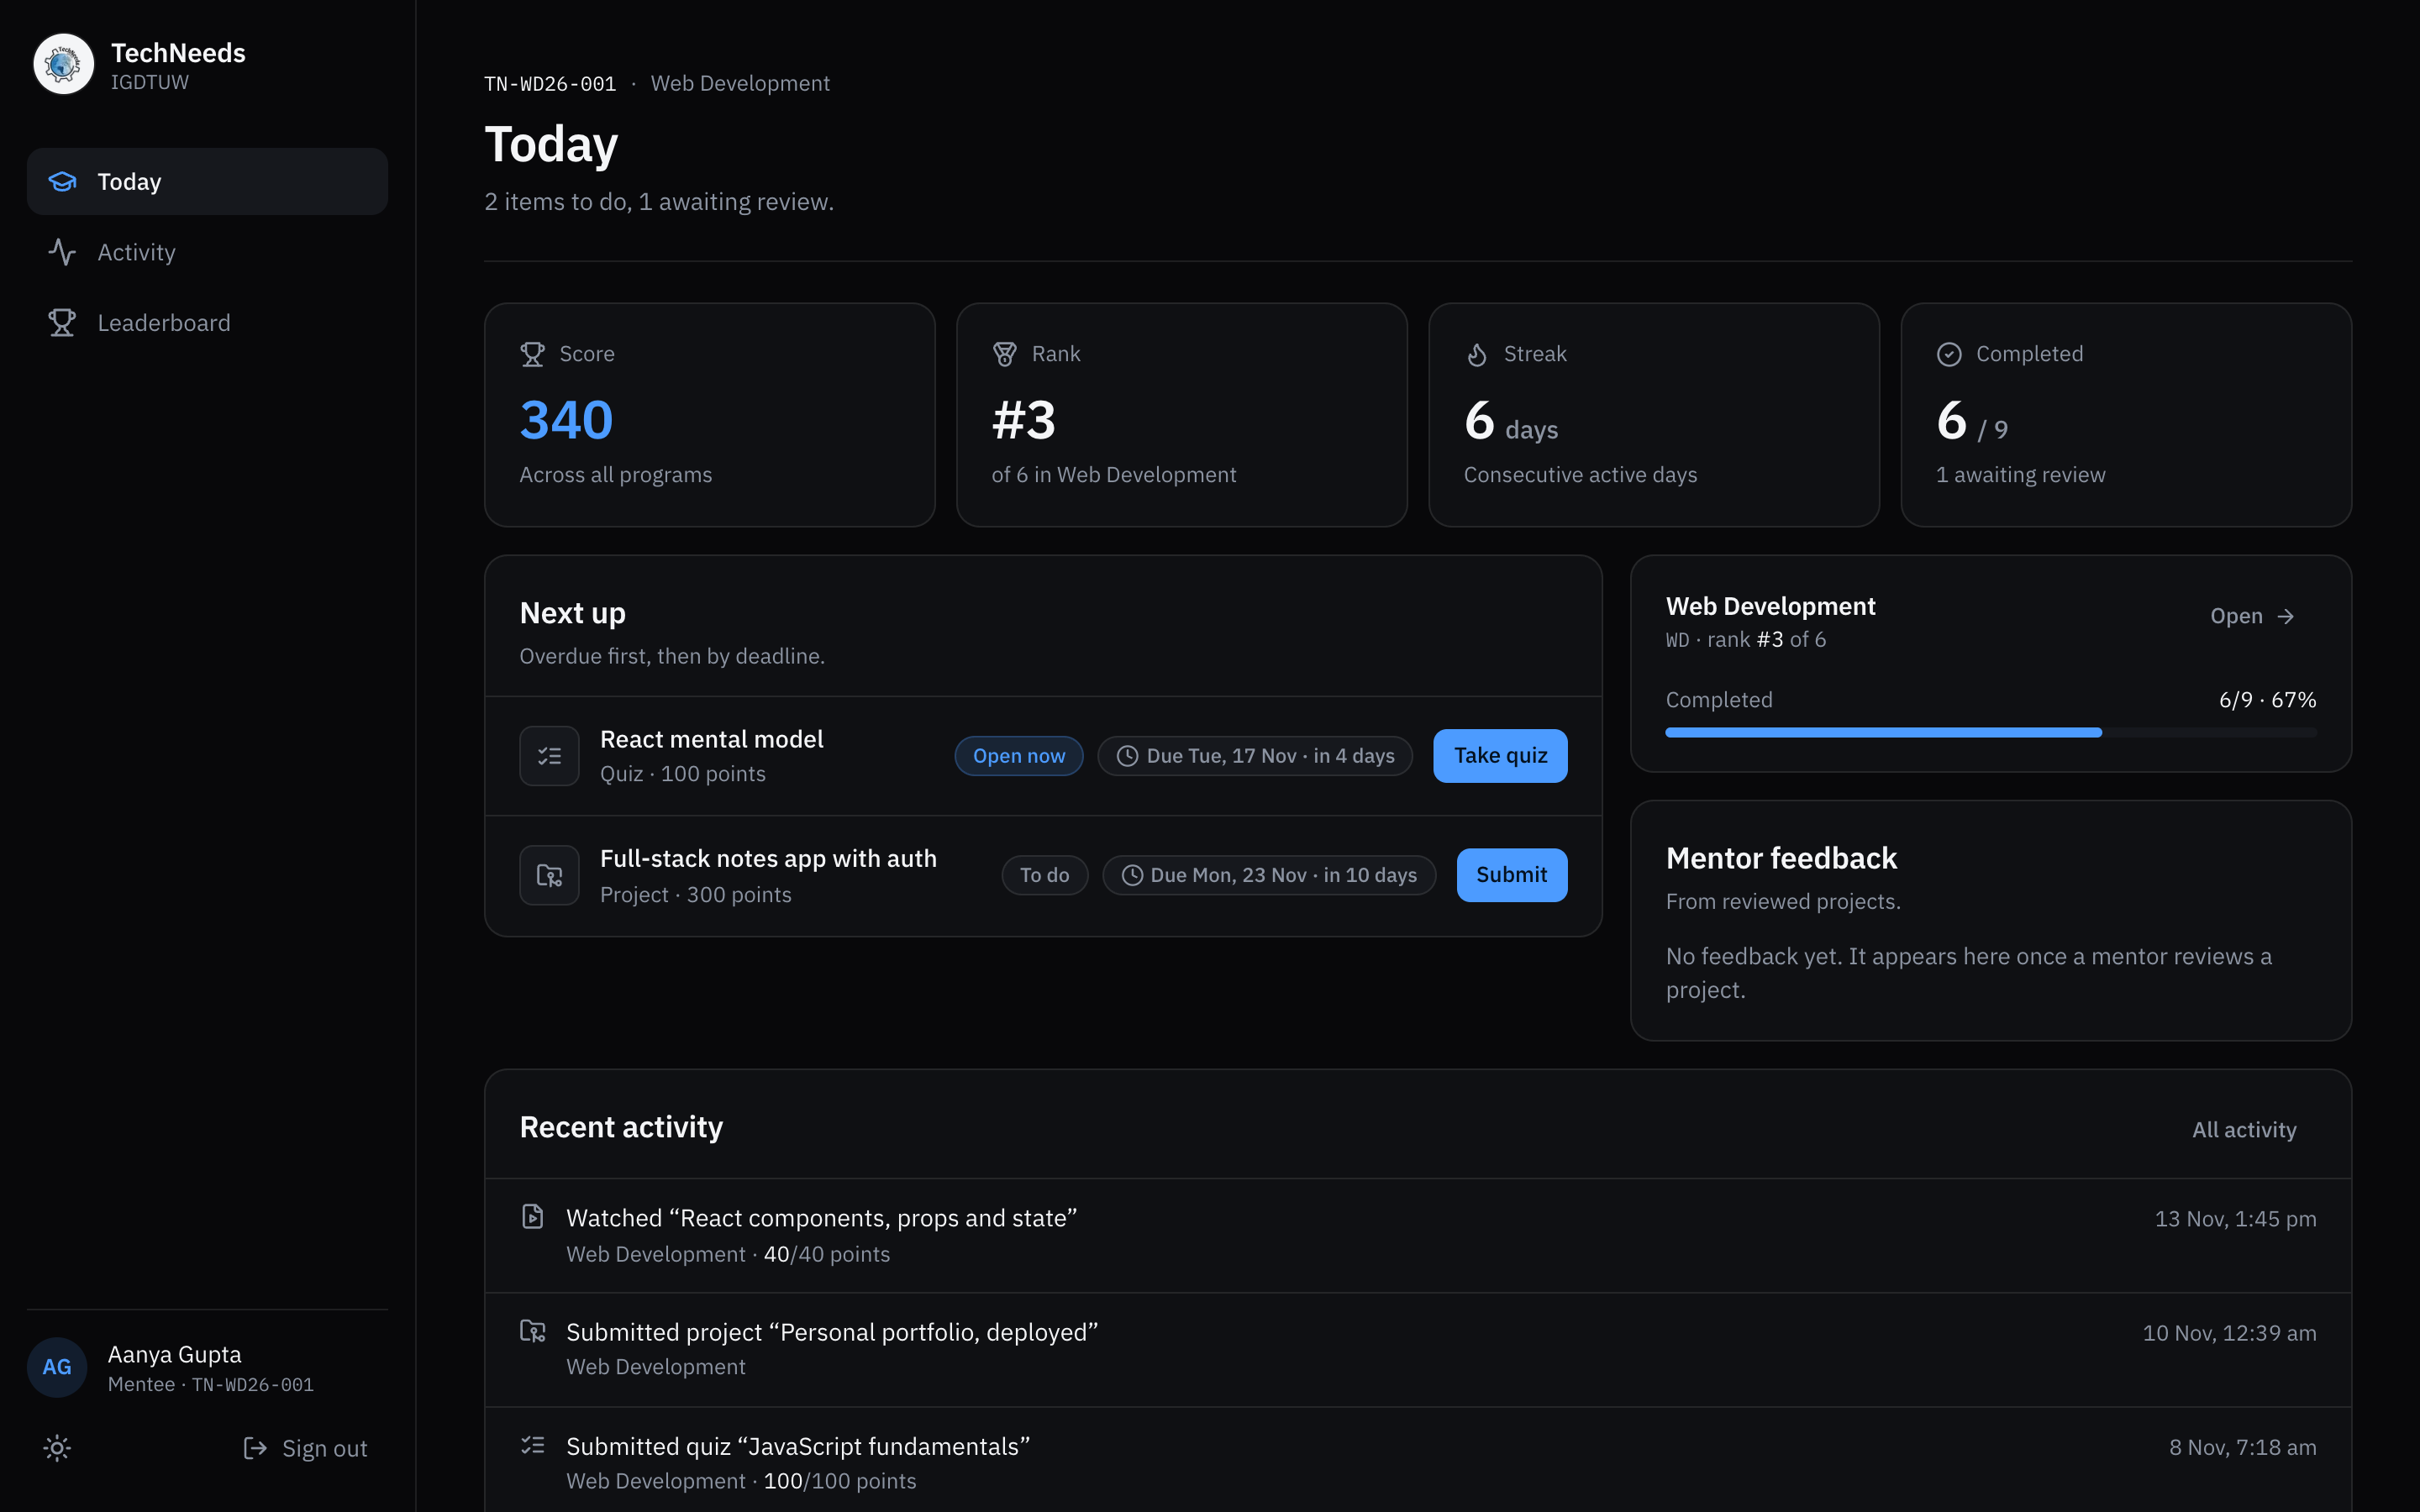 TechNeeds
IGDTUW
Today
Activity
Leaderboard
TN-WD26-001 · Web Development
Today
2 items to do, 1 awaiting review.
Score
340
Across all programs
Rank
#3
of 6 in Web Development
Streak
6 days
Consecutive active days
Completed
6 / 9
1 awaiting review
Next up
Overdue first, then by deadline.
React mental model
Quiz · 100 points
Open now
Due Tue, 17 Nov · in 4 days
Take quiz
Full-stack notes app with auth
Project · 300 points
To do
Due Mon, 23 Nov · in 10 days
Submit
Web Development
WD · rank #3 of 6
Open →
Completed
6/9 · 67%
Mentor feedback
From reviewed projects.
No feedback yet. It appears here once a mentor reviews a
project.
Recent activity
All activity
Watched “React components, props and state”
Web Development · 40/40 points
13 Nov, 1:45 pm
Submitted project “Personal portfolio, deployed”
Web Development
10 Nov, 12:39 am
Submitted quiz “JavaScript fundamentals”
Web Development · 100/100 points
8 Nov, 7:18 am
AG
Aanya Gupta
Mentee · TN-WD26-001
Sign out